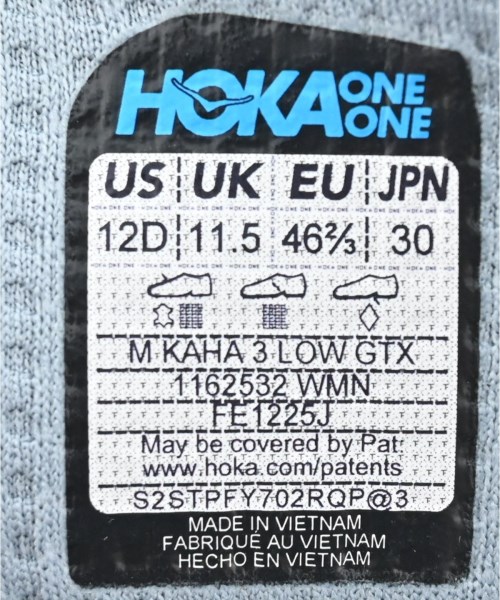 HOKA ONE ONE
US UK EU JPN
12D 11.5 46⅔ 30
M KAHA 3 LOW GTX
1162532 WMN
FE1225J
May be covered by Pat:
www.hoka.com/patents
S2STPFY702RQP@3
MADE IN VIETNAM
FABRIQUÉ AU VIETNAM
HECHO EN VIETNAM